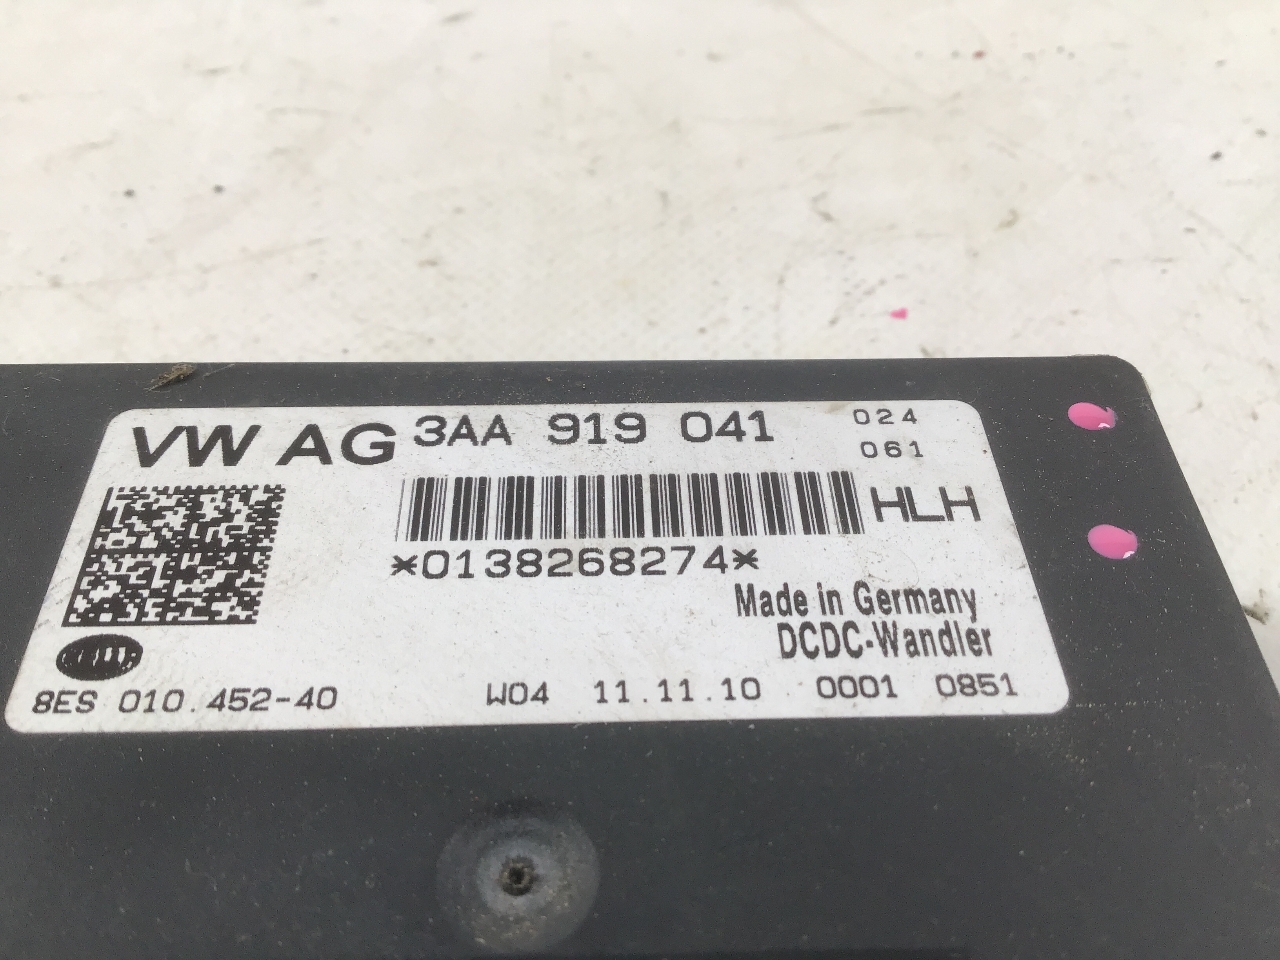 VW AG 3AA 919 041 024
061
HLH
*0138268274*
Made in Germany
DCDC-Wandler
8ES 010.452-40 W04 11.11.10 0001 0851